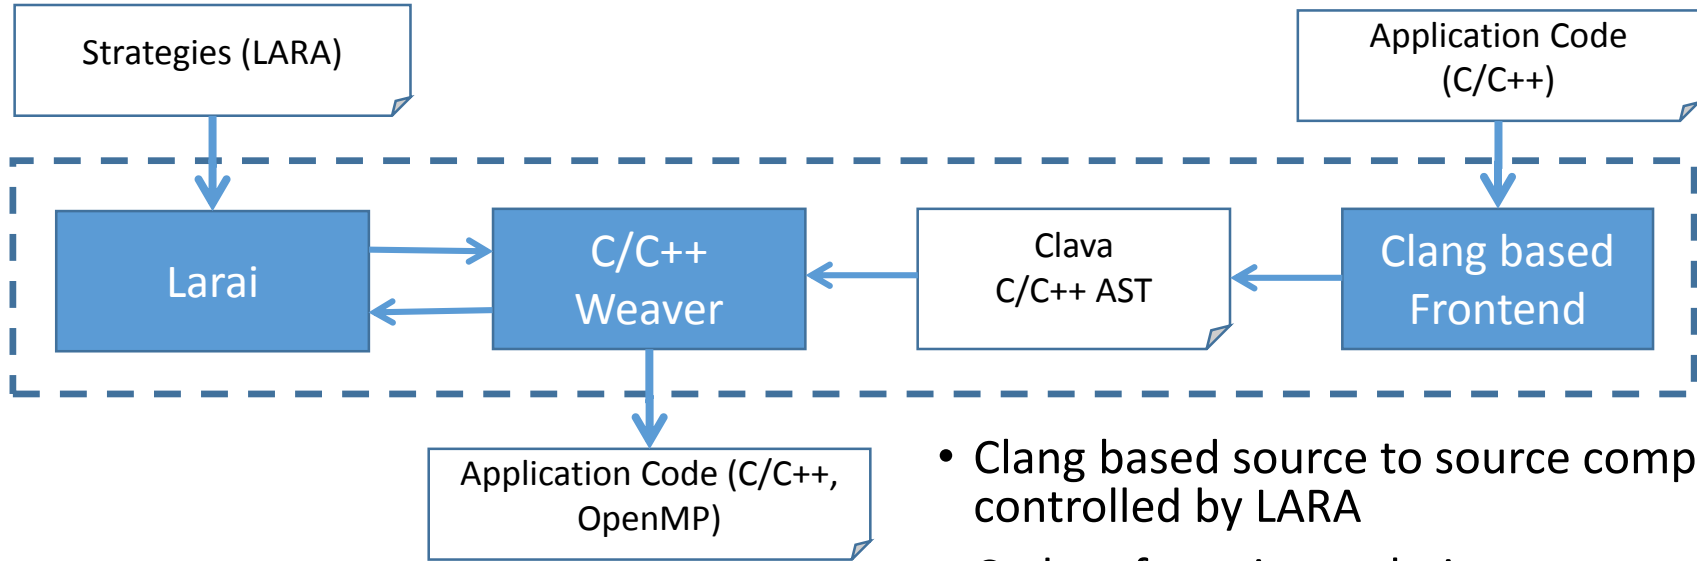 Strategies (LARA)
Application Code
(C/C++)
Larai
C/C++
Weaver
Clava
C/C++ AST
Clang based
Frontend
Application Code (C/C++,
OpenMP)
• Clang based source to source comp
controlled by LARA